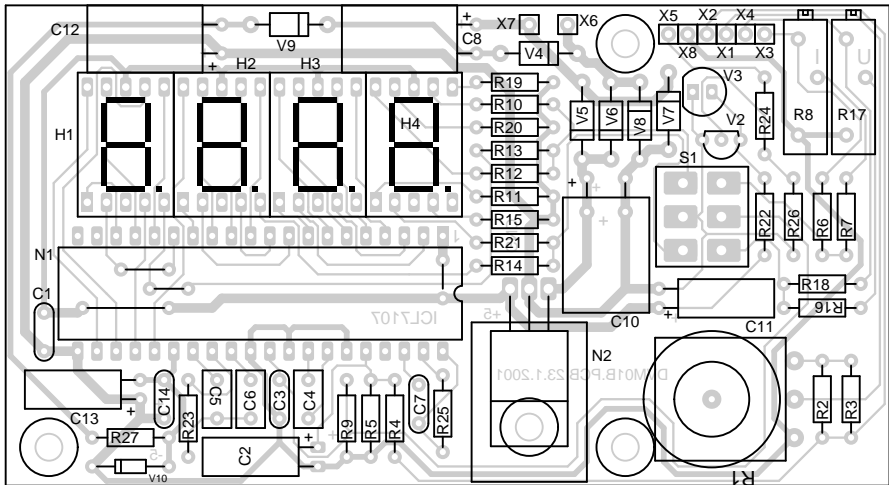 C12
V9
C8
X7
X6
V4
X5
X2
X4
X8
X1
X3
H2
H3
R19
V3
I
U
H1
H4
R10
V5
V6
V8
V7
R24
R8
R17
R20
V2
R13
S1
R12
R11
R15
R22
R26
R6
R7
N1
R21
R14
C1
R18
R16
ICL7107
+5
C10
C11
N2
DPM01B.PCB 23.1.2001
C13
C14
R23
C5
C6
C3
C4
R9
R5
R4
C7
R25
R2
R3
R27
-5
C2
V10
R1